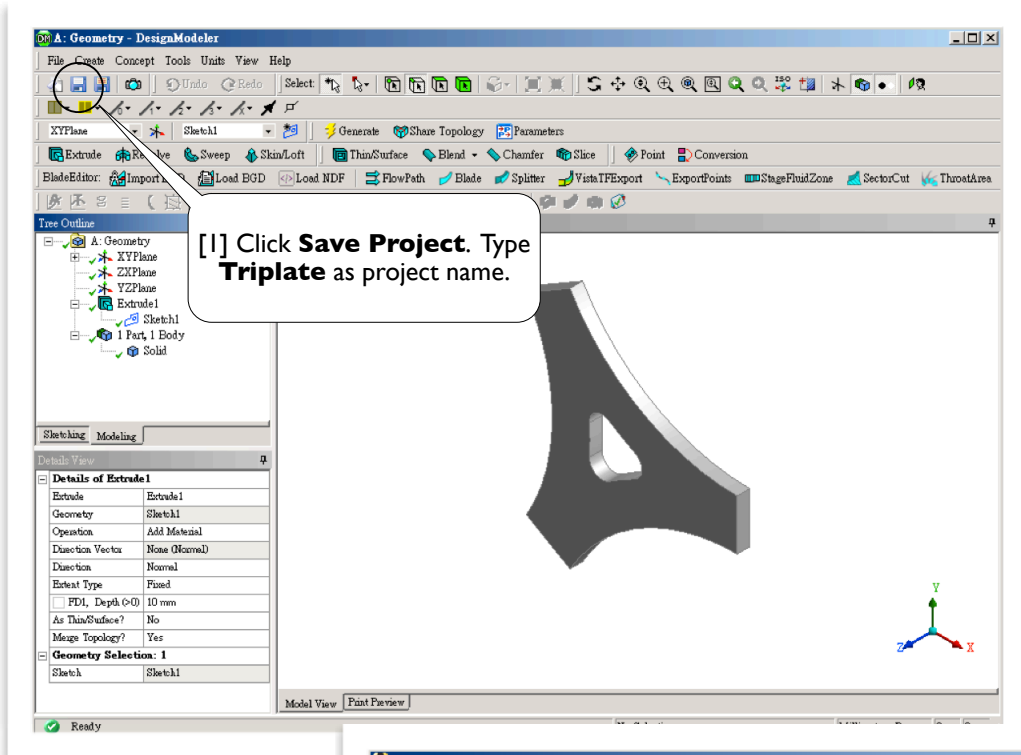 A: Geometry - DesignModeler
File Create Concept Tools Units View Help
Undo Redo Select:
XYPlane Sketch1 Generate Share Topology Parameters
Extrude Revolve Sweep Skin/Loft Thin/Surface Blend Chamfer Slice Point Conversion
BladeEditor: Import Load BGD Load NDF FlowPath Blade Splitter VistaTFExport ExportPoints StageFluidZone SectorCut ThroatArea
Tree Outline
[1] Click Save Project. Type
Triplate as project name.
A: Geometry
XYPlane
ZXPlane
YZPlane
Extrude1
Sketch1
1 Part, 1 Body
Solid
Sketching Modeling
Details View
Details of Extrude1
Extrude Extrude1
Geometry Sketch1
Operation Add Material
Direction Vector None (Normal)
Direction Normal
Extent Type Fixed
FD1, Depth (>0) 10 mm
As Thin/Surface? No
Merge Topology? Yes
Geometry Selection: 1
Sketch Sketch1
Y
Z X
Model View Print Preview
Ready